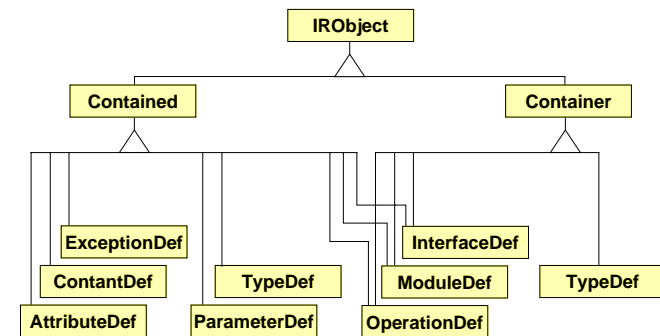 IRObject
Contained
Container
ExceptionDef
InterfaceDef
ContantDef
TypeDef
ModuleDef
TypeDef
AttributeDef
ParameterDef
OperationDef